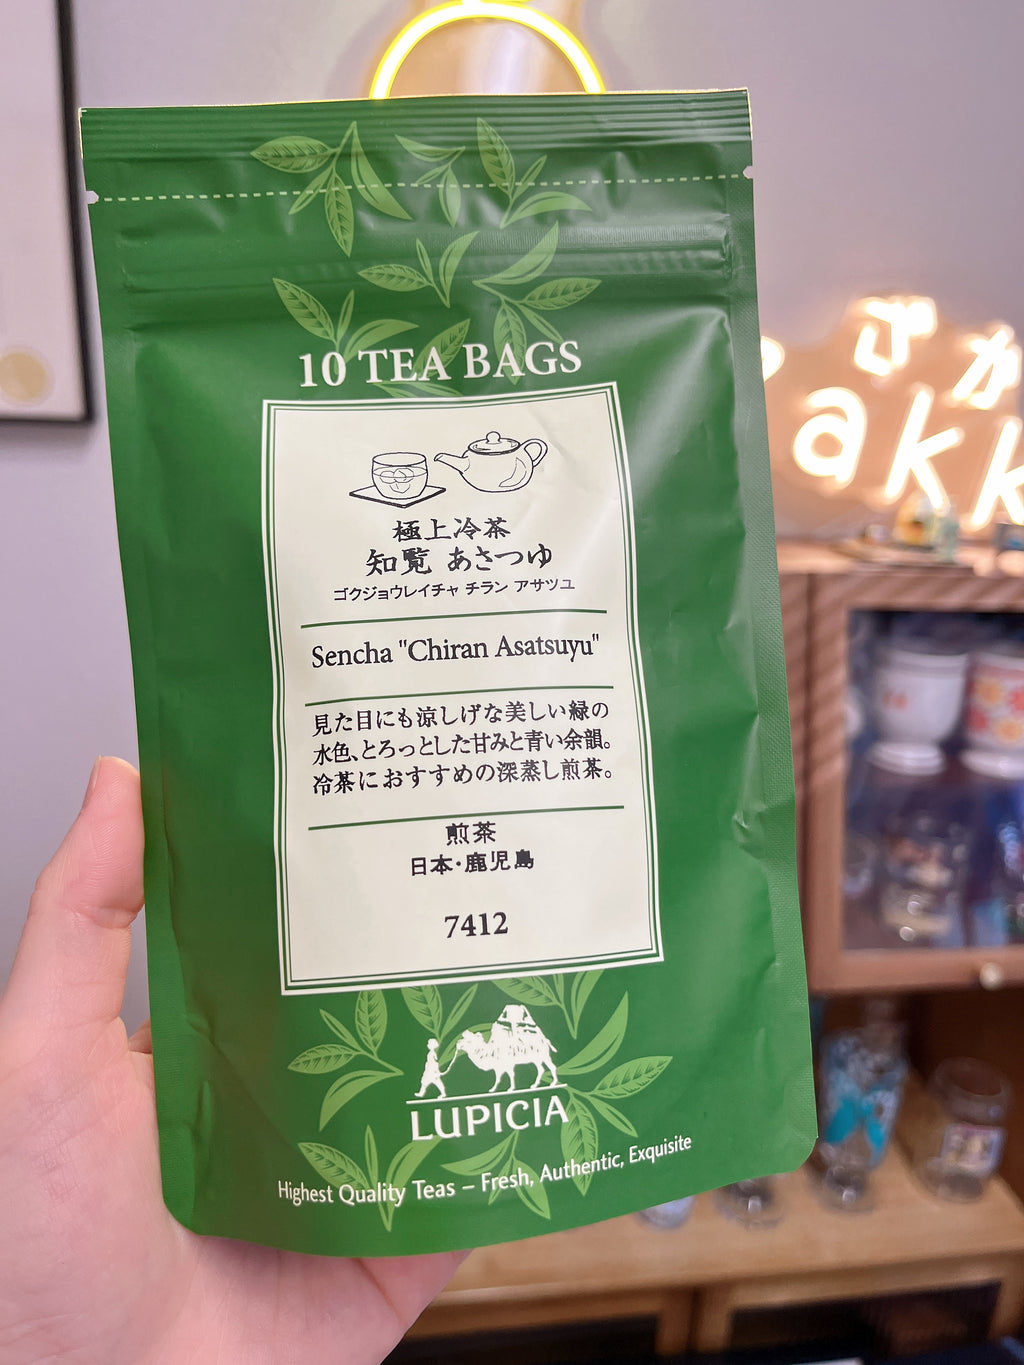 10 TEA BAGS
極上冷茶
知覧 あさつゆ
ゴクジョウレイチャ チラン アサツユ
Sencha "Chiran Asatsuyu"
見た目にも涼しげな美しい緑の
水色、とろっとした甘みと青い余韻。
冷茶におすすめの深蒸し煎茶。
煎茶
日本・鹿児島
7412
LUPICIA
Highest Quality Teas – Fresh, Authentic, Exquisite
さか
akk